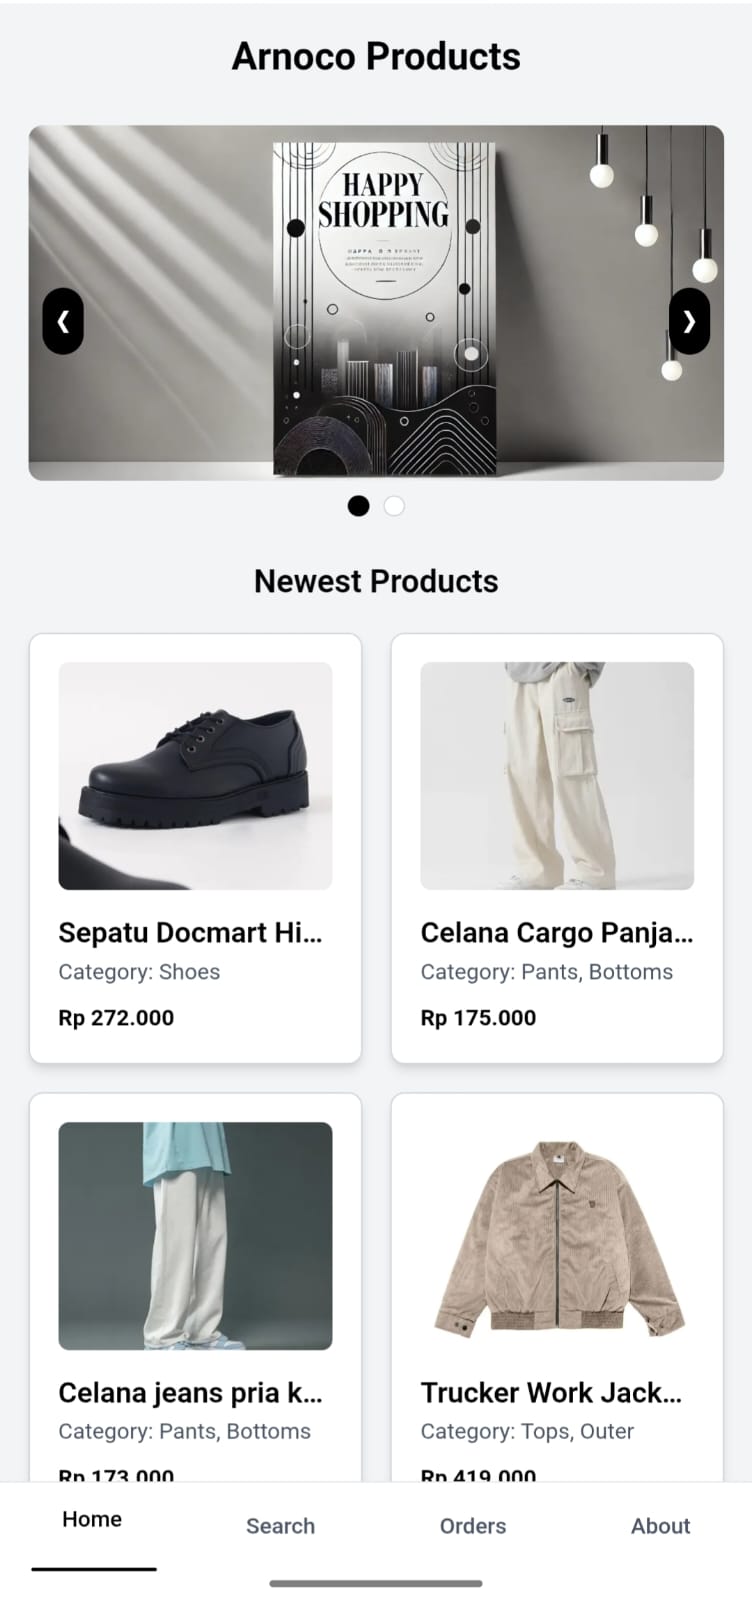 Arnoco Products
HAPPY
SHOPPING
❮
❯
Newest Products
Sepatu Docmart Hi...
Category: Shoes
Rp 272.000
Celana Cargo Panja...
Category: Pants, Bottoms
Rp 175.000
Celana jeans pria k...
Category: Pants, Bottoms
Rp 173.000
Trucker Work Jack...
Category: Tops, Outer
Rp 419.000
Home
Search
Orders
About